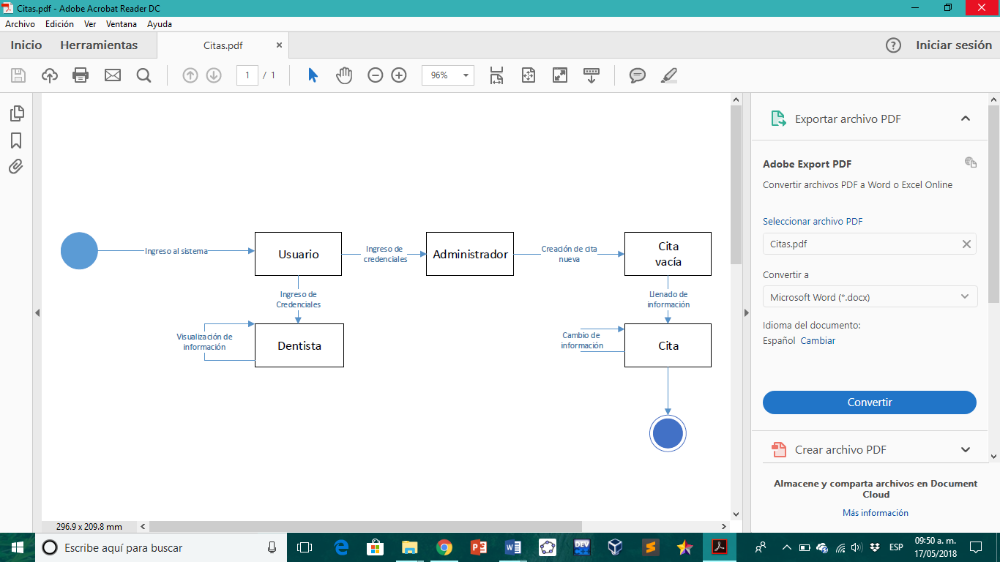 Citas.pdf - Adobe Acrobat Reader DC
Archivo Edición Ver Ventana Ayuda
Inicio Herramientas Citas.pdf × ? Iniciar sesión
1 / 1 96%
Exportar archivo PDF
Adobe Export PDF
Convertir archivos PDF a Word o Excel Online
Seleccionar archivo PDF
Citas.pdf
Convertir a
Microsoft Word (*.docx)
Idioma del documento:
Español Cambiar
Convertir
Crear archivo PDF
Almacene y comparta archivos en Document
Cloud
Más información
Ingreso al sistema
Usuario
Ingreso de
credenciales
Administrador
Creación de cita
nueva
Cita
vacía
Ingreso de
Credenciales
Llenado de
información
Visualización de
información
Dentista
Cambio de
información
Cita
296.9 x 209.8 mm
Escribe aquí para buscar
DEV
ESP
09:50 a. m.
17/05/2018